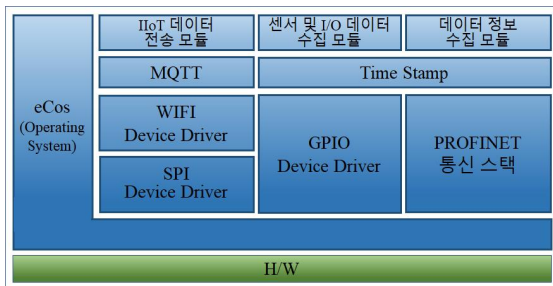 IIoT 데이터
전송 모듈
센서 및 I/O 데이터
수집 모듈
데이터 정보
수집 모듈
MQTT
Time Stamp
eCos
(Operating
System)
WIFI
Device Driver
SPI
Device Driver
GPIO
Device Driver
PROFINET
통신 스택
H/W